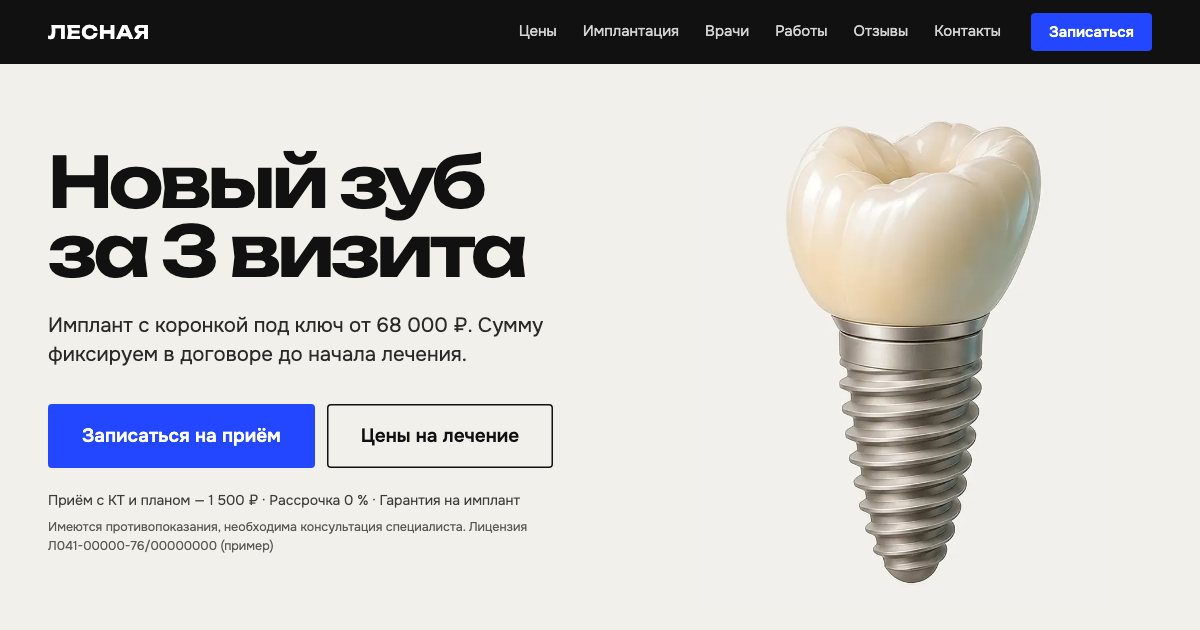 ЛЕСНАЯ
Цены
Имплантация
Врачи
Работы
Отзывы
Контакты
Записаться
Новый зуб
за 3 визита
Имплант с коронкой под ключ от 68 000 ₽. Сумму
фиксируем в договоре до начала лечения.
Записаться на приём
Цены на лечение
Приём с КТ и планом — 1 500 ₽ · Рассрочка 0 % · Гарантия на имплант
Имеются противопоказания, необходима консультация специалиста. Лицензия
Л041-00000-76/00000000 (пример)